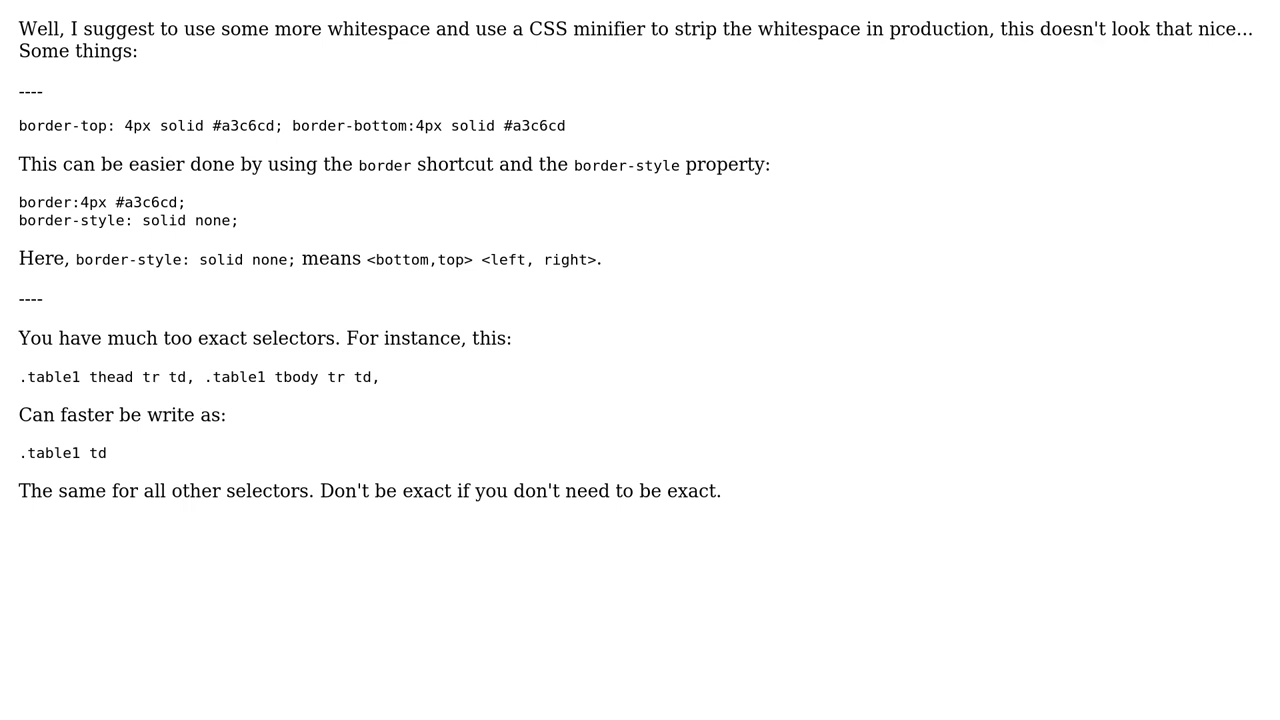 Well, I suggest to use some more whitespace and use a CSS minifier to strip the whitespace in production, this doesn't look that nice...
Some things:
----
border-top: 4px solid #a3c6cd; border-bottom:4px solid #a3c6cd
This can be easier done by using the border shortcut and the border-style property:
border:4px #a3c6cd;
border-style: solid none;
Here, border-style: solid none; means <bottom,top> <left, right>.
----
You have much too exact selectors. For instance, this:
.table1 thead tr td, .table1 tbody tr td,
Can faster be write as:
.table1 td
The same for all other selectors. Don't be exact if you don't need to be exact.